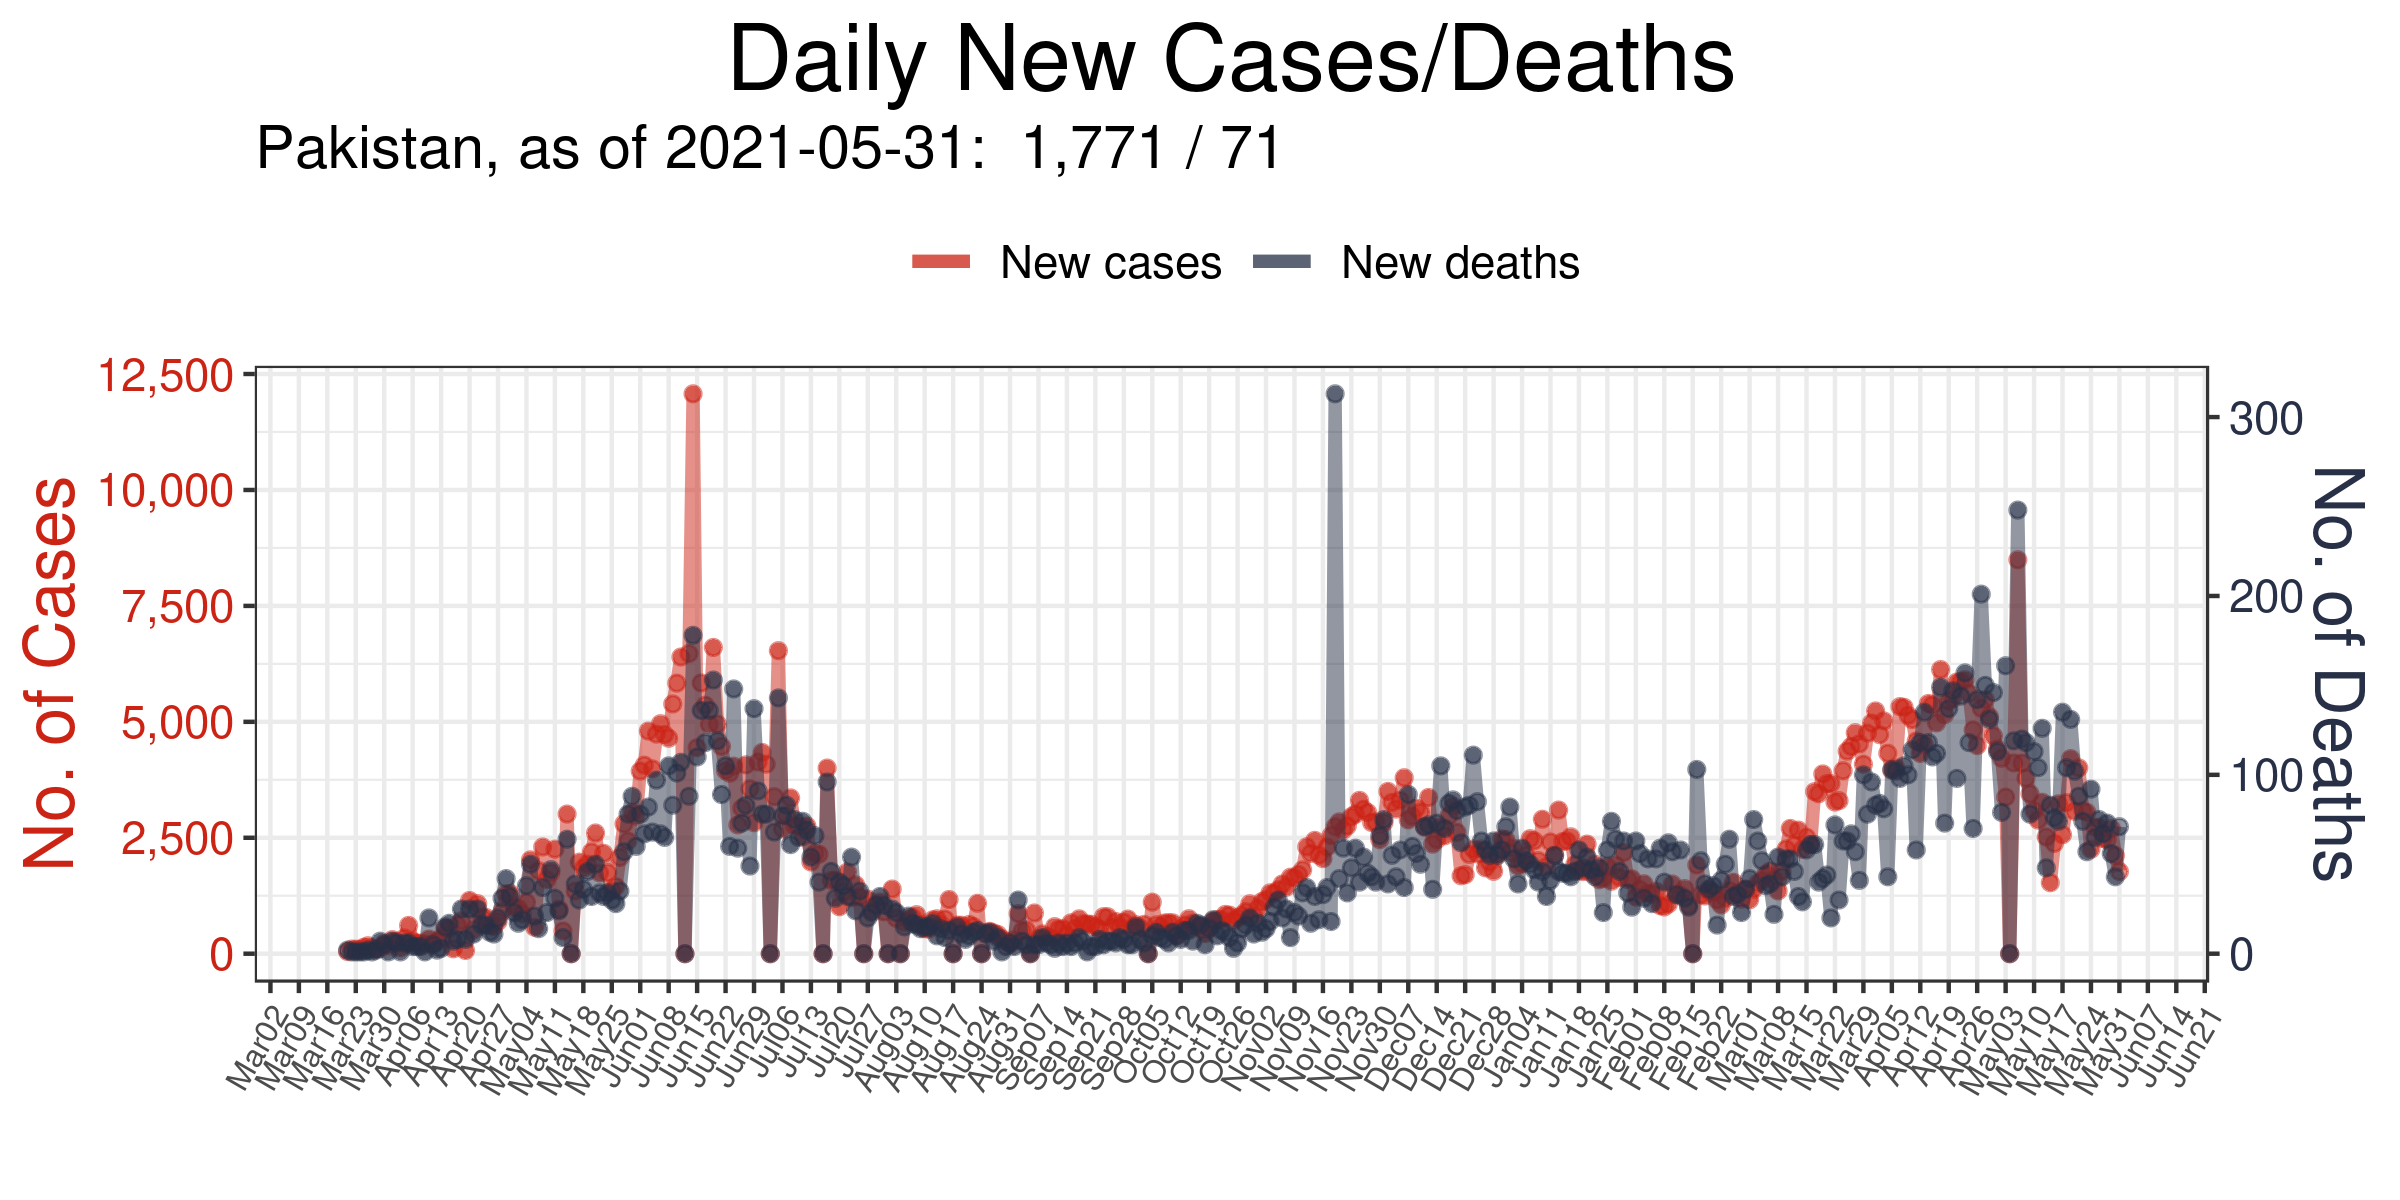 Daily New Cases/Deaths
Pakistan, as of 2021-05-31:  1,771 / 71
New cases New deaths
No. of Cases
12,500
10,000
7,500
5,000
2,500
0
300
200
100
0
No. of Deaths
Mar02 Mar09 Mar16 Mar23 Mar30 Apr06 Apr13 Apr20 Apr27 May04 May11 May18 May25 Jun01 Jun08 Jun15 Jun22 Jun29 Jul06 Jul13 Jul20 Jul27 Aug03 Aug10 Aug17 Aug24 Aug31 Sep07 Sep14 Sep21 Sep28 Oct05 Oct12 Oct19 Oct26 Nov02 Nov09 Nov16 Nov23 Nov30 Dec07 Dec14 Dec21 Dec28 Jan04 Jan11 Jan18 Jan25 Feb01 Feb08 Feb15 Feb22 Mar01 Mar08 Mar15 Mar22 Mar29 Apr05 Apr12 Apr19 Apr26 May03 May10 May17 May24 May31 Jun07 Jun14 Jun21